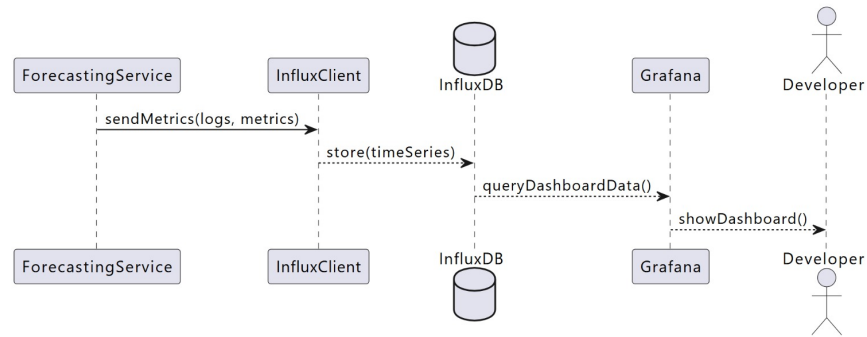 Developer
ForecastingService
InfluxClient
InfluxDB
Grafana
sendMetrics(logs, metrics)
store(timeSeries)
queryDashboardData()
showDashboard()
ForecastingService
InfluxClient
InfluxDB
Grafana
Developer